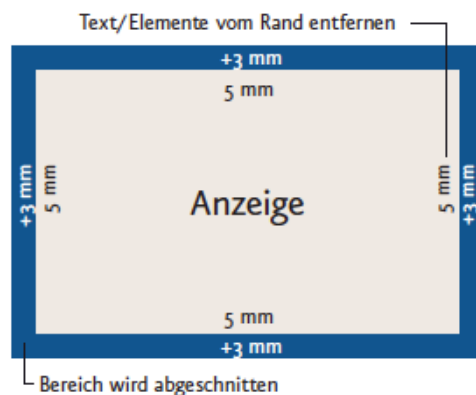 Text/Elemente vom Rand entfernen
+3 mm
5 mm
+3 mm
5 mm
Anzeige
5 mm
+3 mm
5 mm
+3 mm
Bereich wird abgeschnitten